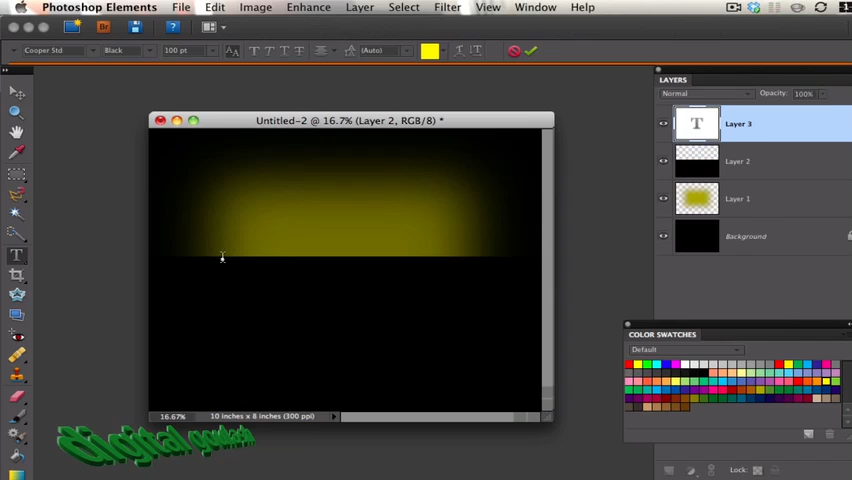 Photoshop Elements File Edit Image Enhance Layer Select Filter View Window Help
Br
Cooper Std Black 100 pt (Auto)
LAYERS
Normal Opacity: 100%
Untitled-2 @ 16.7% (Layer 2, RGB/8) *
T Layer 3
Layer 2
Layer 1
Background
COLOR SWATCHES
Default
16.67% 10 inches x 8 inches (300 ppi)
digital
Lock: